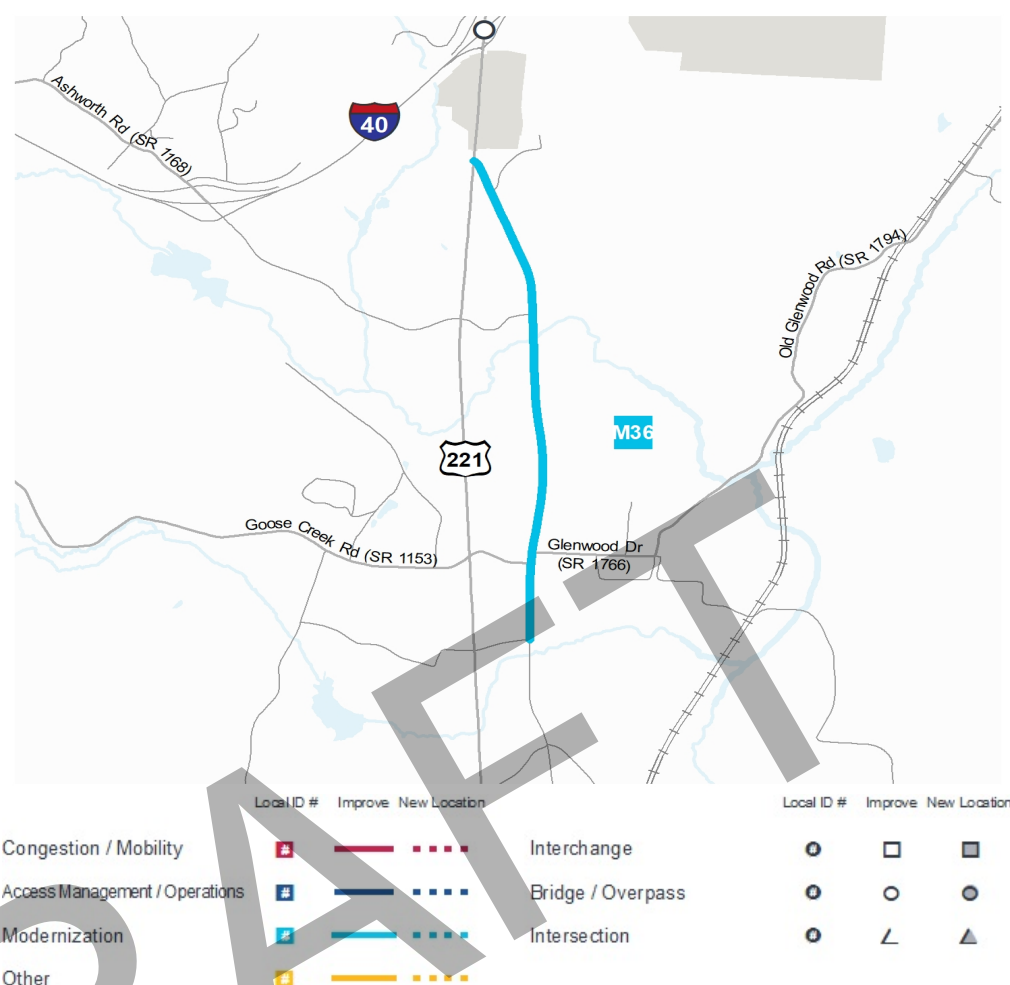 Ashworth Rd (SR 1168)
40
Old Glenwood Rd (SR 1794)
M36
221
Goose Creek Rd (SR 1153)
Glenwood Dr
(SR 1766)
DRAFT
Local ID # Improve New Location Local ID # Improve New Location
Congestion / Mobility # Interchange #
Access Management / Operations # Bridge / Overpass #
Modernization # Intersection #
Other #